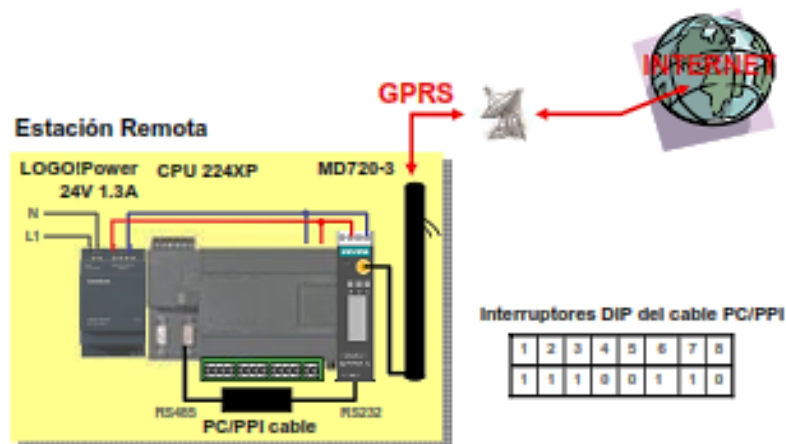 INTERNET
GPRS
Estación Remota
LOGO!Power
24V 1.3A
CPU 224XP
MD720-3
N
L1
RS485
RS232
PC/PPI cable
Interruptores DIP del cable PC/PPI
1 2 3 4 5 6 7 8
1 1 1 0 0 1 1 0